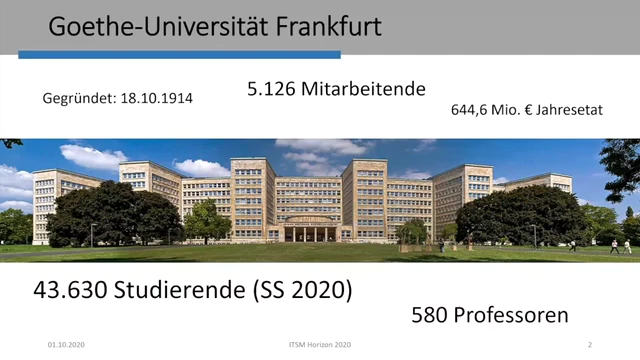 Goethe-Universität Frankfurt
Gegründet: 18.10.1914
5.126 Mitarbeitende
644,6 Mio. € Jahresetat
43.630 Studierende (SS 2020)
580 Professoren
01.10.2020
ITSM Horizon 2020
2